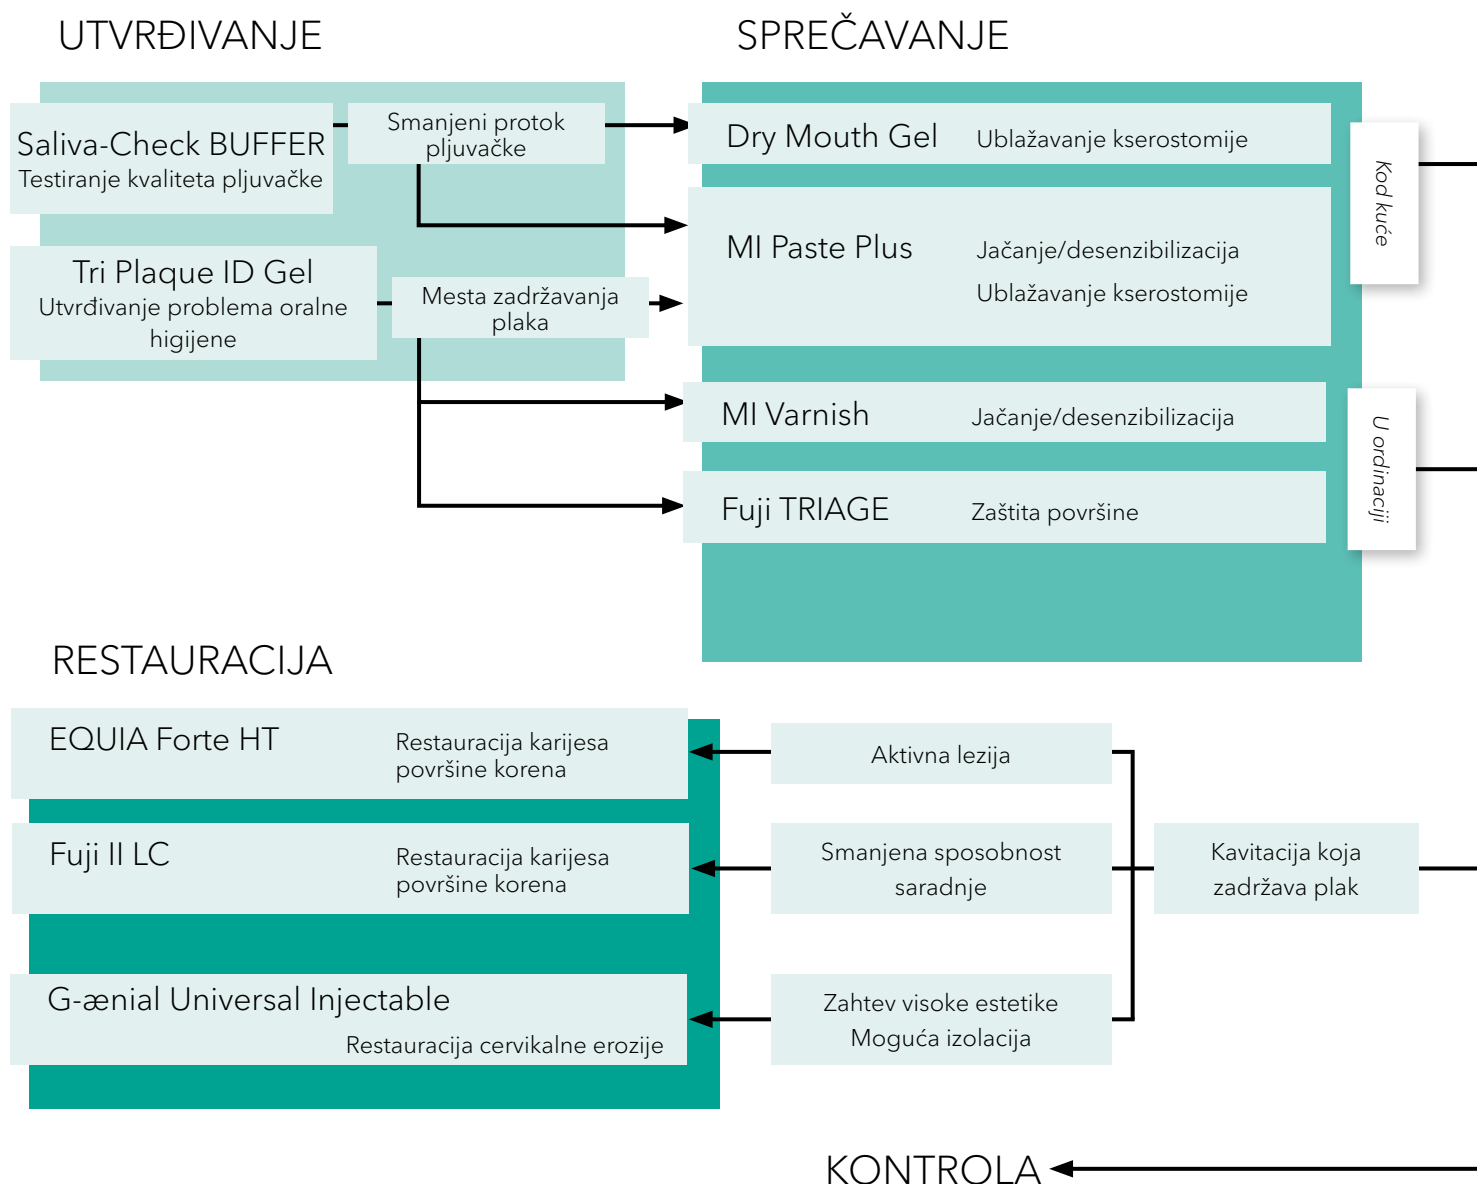 UTVRĐIVANJE
SPREČAVANJE
Saliva-Check BUFFER
Testiranje kvaliteta pljuvačke
Smanjeni protok
pljuvačke
Dry Mouth Gel
Ublažavanje kserostomije
Kod kuće
MI Paste Plus
Jačanje/desenzibilizacija
Ublažavanje kserostomije
Tri Plaque ID Gel
Utvrđivanje problema oralne
higijene
Mesta zadržavanja
plaka
MI Varnish
Jačanje/desenzibilizacija
U ordinaciji
Fuji TRIAGE
Zaštita površine
RESTAURACIJA
EQUIA Forte HT
Restauracija karijesa
površine korena
Aktivna lezija
Fuji II LC
Restauracija karijesa
površine korena
Smanjena sposobnost
saradnje
Kavitacija koja
zadržava plak
G-ænial Universal Injectable
Restauracija cervikalne erozije
Zahtev visoke estetike
Moguća izolacija
KONTROLA